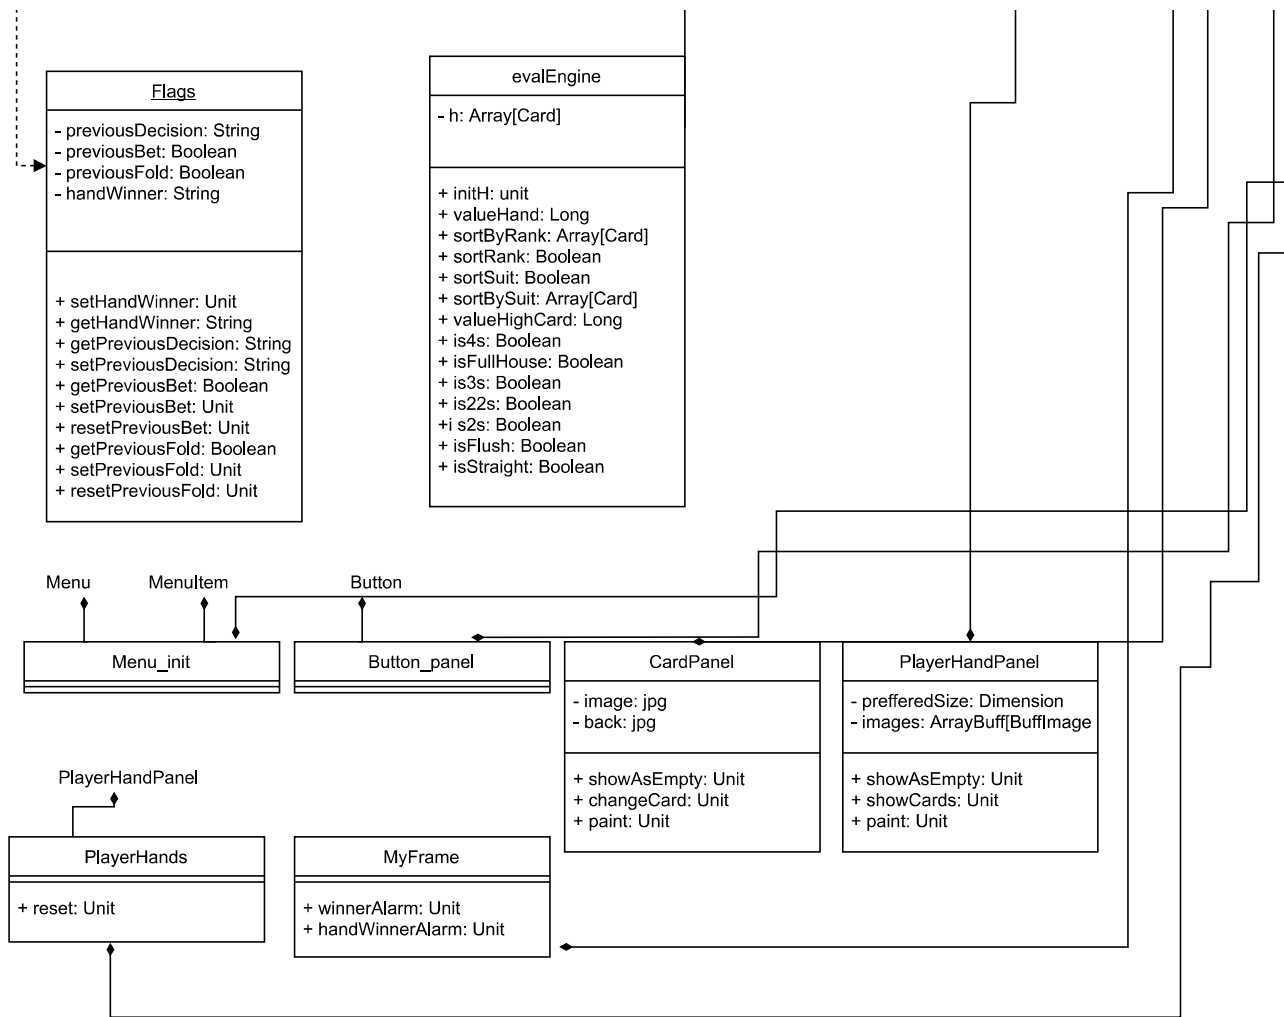 Flags
- previousDecision: String
- previousBet: Boolean
- previousFold: Boolean
- handWinner: String
+ setHandWinner: Unit
+ getHandWinner: String
+ getPreviousDecision: String
+ setPreviousDecision: String
+ getPreviousBet: Boolean
+ setPreviousBet: Unit
+ resetPreviousBet: Unit
+ getPreviousFold: Boolean
+ setPreviousFold: Unit
+ resetPreviousFold: Unit
evalEngine
- h: Array[Card]
+ initH: unit
+ valueHand: Long
+ sortByRank: Array[Card]
+ sortRank: Boolean
+ sortSuit: Boolean
+ sortBySuit: Array[Card]
+ valueHighCard: Long
+ is4s: Boolean
+ isFullHouse: Boolean
+ is3s: Boolean
+ is22s: Boolean
+i s2s: Boolean
+ isFlush: Boolean
+ isStraight: Boolean
Menu
MenuItem
Button
Menu_init
Button_panel
CardPanel
- image: jpg
- back: jpg
+ showAsEmpty: Unit
+ changeCard: Unit
+ paint: Unit
PlayerHandPanel
- prefferedSize: Dimension
- images: ArrayBuff[BuffImage
+ showAsEmpty: Unit
+ showCards: Unit
+ paint: Unit
PlayerHandPanel
PlayerHands
+ reset: Unit
MyFrame
+ winnerAlarm: Unit
+ handWinnerAlarm: Unit